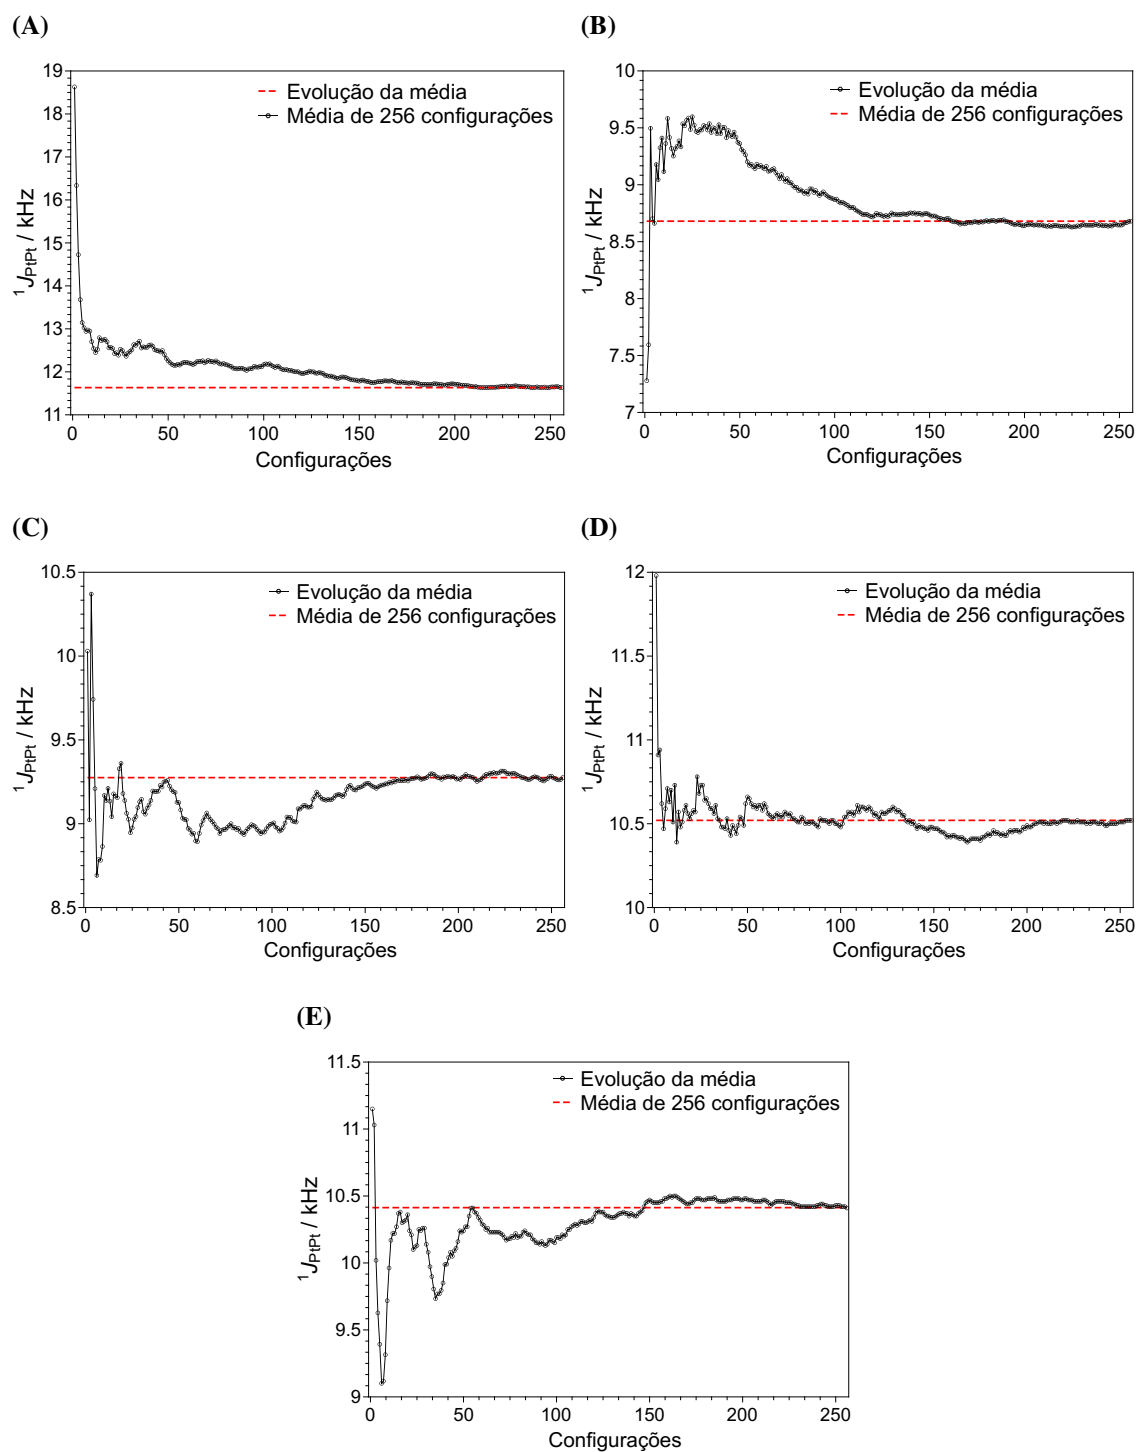 (A)
19
18
17
16
15
14
13
12
11
¹JPtPt / kHz
Evolução da média
Média de 256 configurações
0 50 100 150 200 250
Configurações
(B)
10
9.5
9
8.5
8
7.5
7
¹JPtPt / kHz
Evolução da média
Média de 256 configurações
0 50 100 150 200 250
Configurações
(C)
10.5
10
9.5
9
8.5
¹JPtPt / kHz
Evolução da média
Média de 256 configurações
0 50 100 150 200 250
Configurações
(D)
12
11.5
11
10.5
10
¹JPtPt / kHz
Evolução da média
Média de 256 configurações
0 50 100 150 200 250
Configurações
(E)
11.5
11
10.5
10
9.5
9
¹JPtPt / kHz
Evolução da média
Média de 256 configurações
0 50 100 150 200 250
Configurações